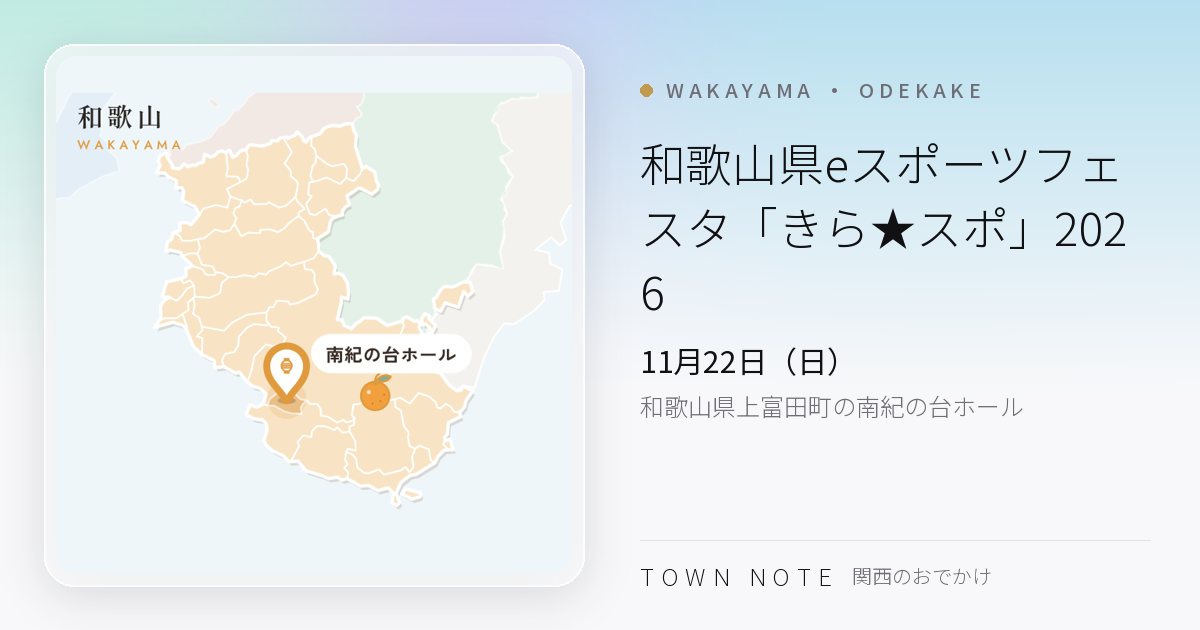 和歌山
WAKAYAMA
南紀の台ホール
WAKAYAMA • ODEKAKE
和歌山県eスポーツフェ
スタ「きら★スポ」202
6
11月22日（日）
和歌山県上富田町の南紀の台ホール
TOWN NOTE 関西のおでかけ